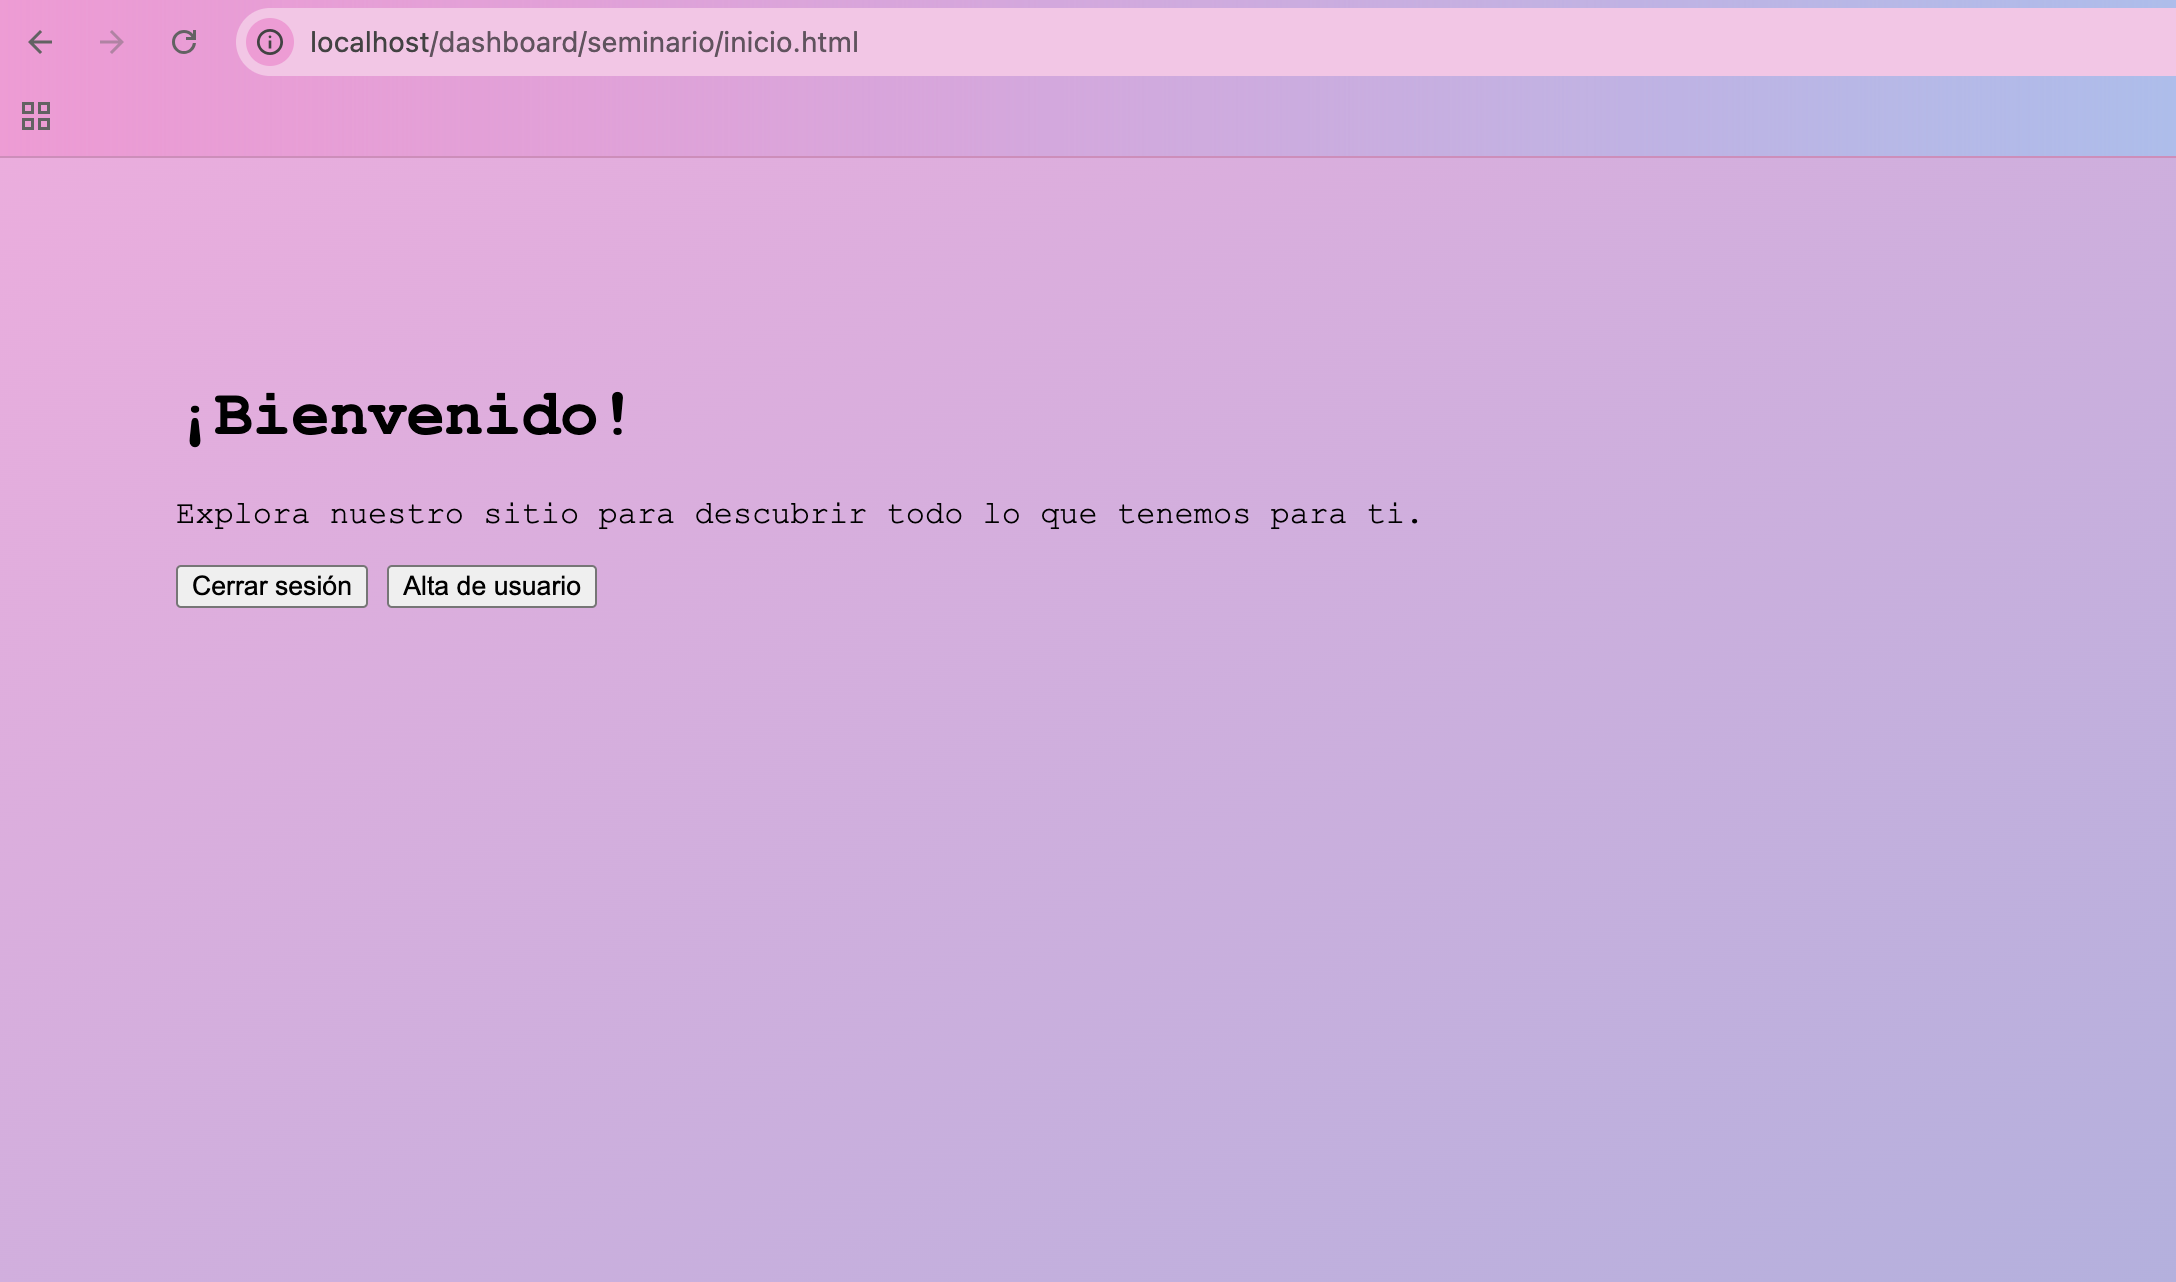 localhost/dashboard/seminario/inicio.html
¡Bienvenido!
Explora nuestro sitio para descubrir todo lo que tenemos para ti.
Cerrar sesión Alta de usuario